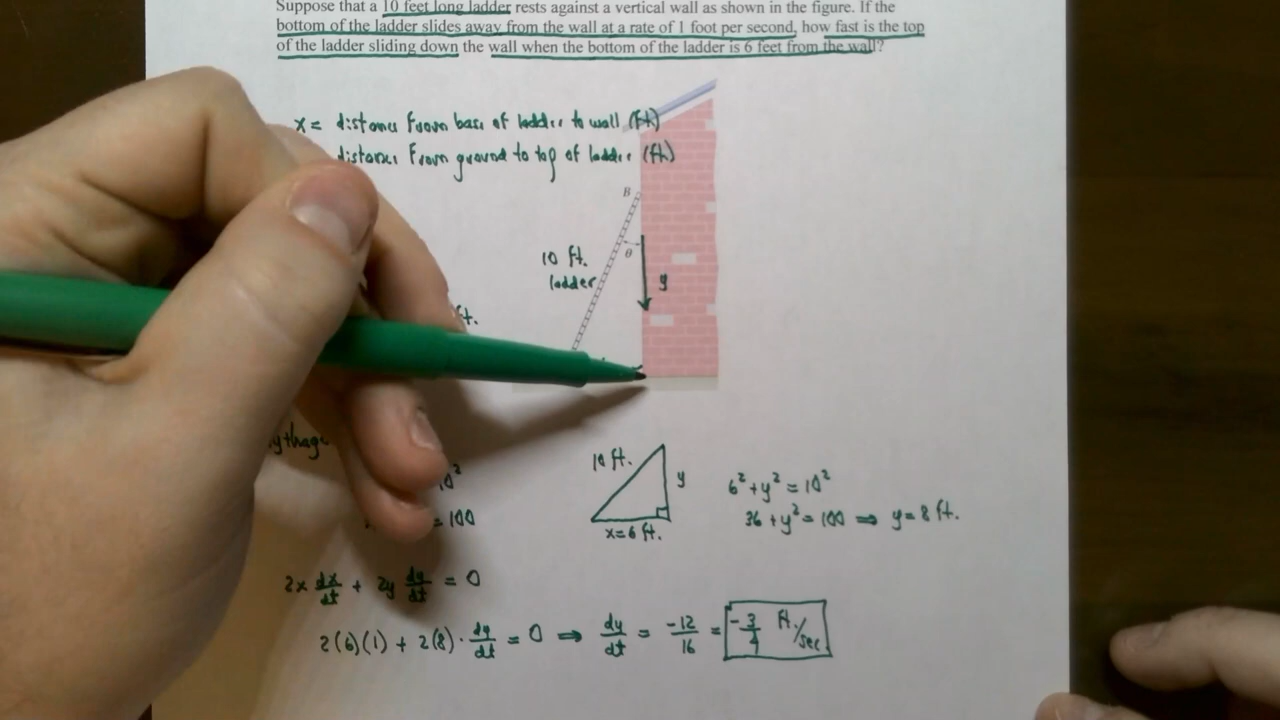 Suppose that a 10 feet long ladder rests against a vertical wall as shown in the figure. If the
bottom of the ladder slides away from the wall at a rate of 1 foot per second, how fast is the top
of the ladder sliding down the wall when the bottom of the ladder is 6 feet from the wall?
x = distance from base of ladder to wall (ft)
distance from ground to top of ladder (ft)
B
θ
10 ft.
ladder
y
ft.
10²
= 100
10 ft.
y
x=6 ft.
6² + y² = 10²
36 + y² = 100 ⇒ y = 8 ft.
2x dx/dt + 2y dy/dt = 0
2(6)(1) + 2(8) · dy/dt = 0 ⇒ dy/dt = -12/16 = -3/4 ft./sec